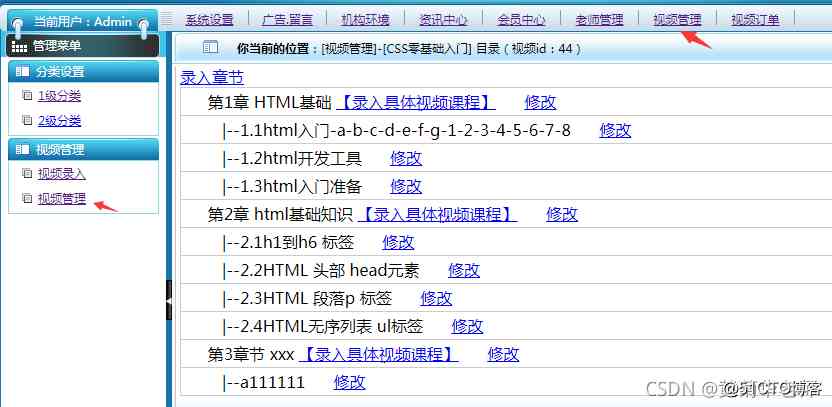 当前用户：Admin
系统设置 广告.留言 机构环境 资讯中心 会员中心 老师管理 视频管理 视频订单
管理菜单
你当前的位置：[视频管理]-[CSS零基础入门] 目录（视频id：44）
分类设置
1级分类
2级分类
视频管理
视频录入
视频管理
录入章节
第1章 HTML基础 【录入具体视频课程】 修改
|--1.1html入门-a-b-c-d-e-f-g-1-2-3-4-5-6-7-8 修改
|--1.2html开发工具 修改
|--1.3html入门准备 修改
第2章 html基础知识 【录入具体视频课程】 修改
|--2.1h1到h6 标签 修改
|--2.2HTML 头部 head元素 修改
|--2.3HTML 段落p 标签 修改
|--2.4HTML无序列表 ul标签 修改
第3章节 xxx 【录入具体视频课程】 修改
|--a111111 修改
CSDN
@51CTO博客